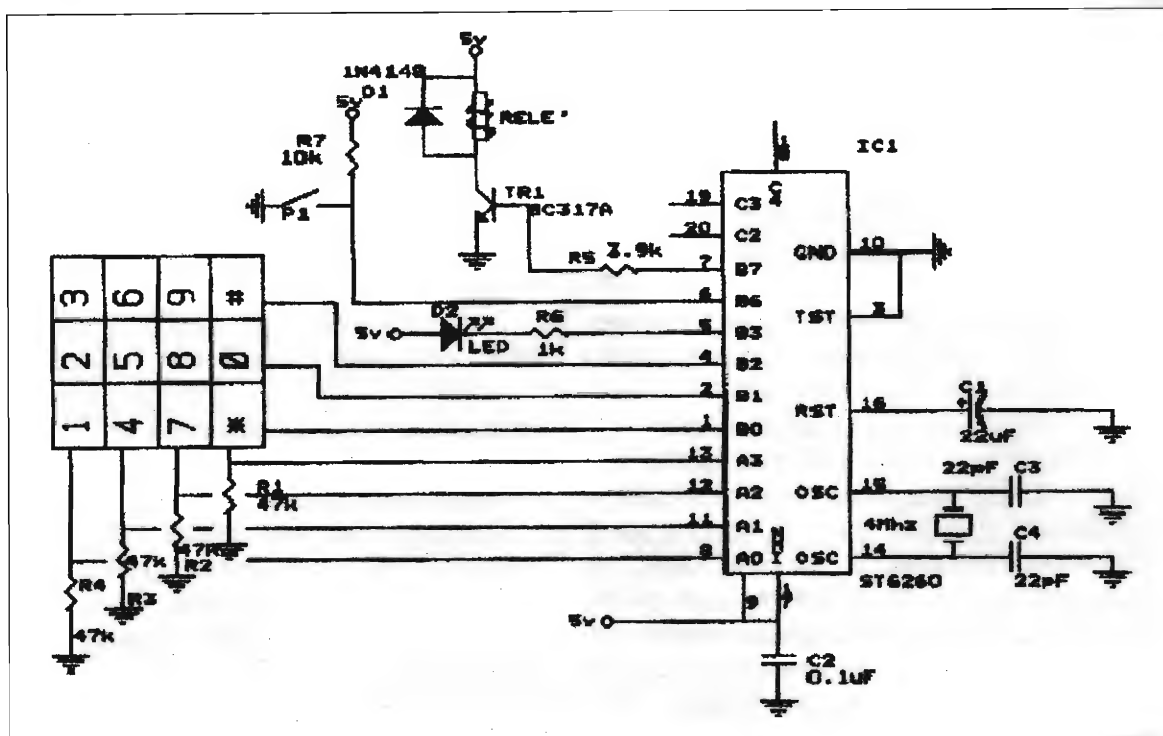 5v
1N4148
D1
5v
RELE'
R7
10k
P1
TR1
BC317A
IC1
C4
19 C3
20 C2
R5 3.9k
7 B7
6 B6
GND 10
TST 3
D2
5v
LED
R6
1k
5 B3
4 B2
2 B1
1 B0
13 A3
12 A2
11 A1
8 A0
RST 16
C1
22uF
OSC 15
22pF C3
4Mhz
OSC 14
C4
22pF
ST6260
3 6 9 #
2 5 8 0
1 4 7 *
R1
47k
47k
R2
47k
R3
R4
47k
9
5v
C2
0.1uF